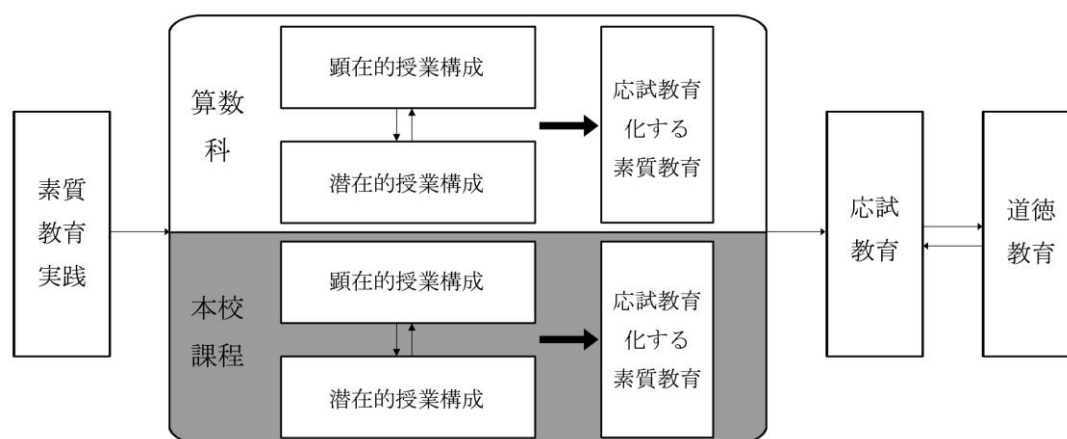 素質
教育
実践
算数
科
顕在的授業構成
潜在的授業構成
応試教育
化する
素質教育
本校
課程
顕在的授業構成
潜在的授業構成
応試教育
化する
素質教育
応試
教育
道徳
教育